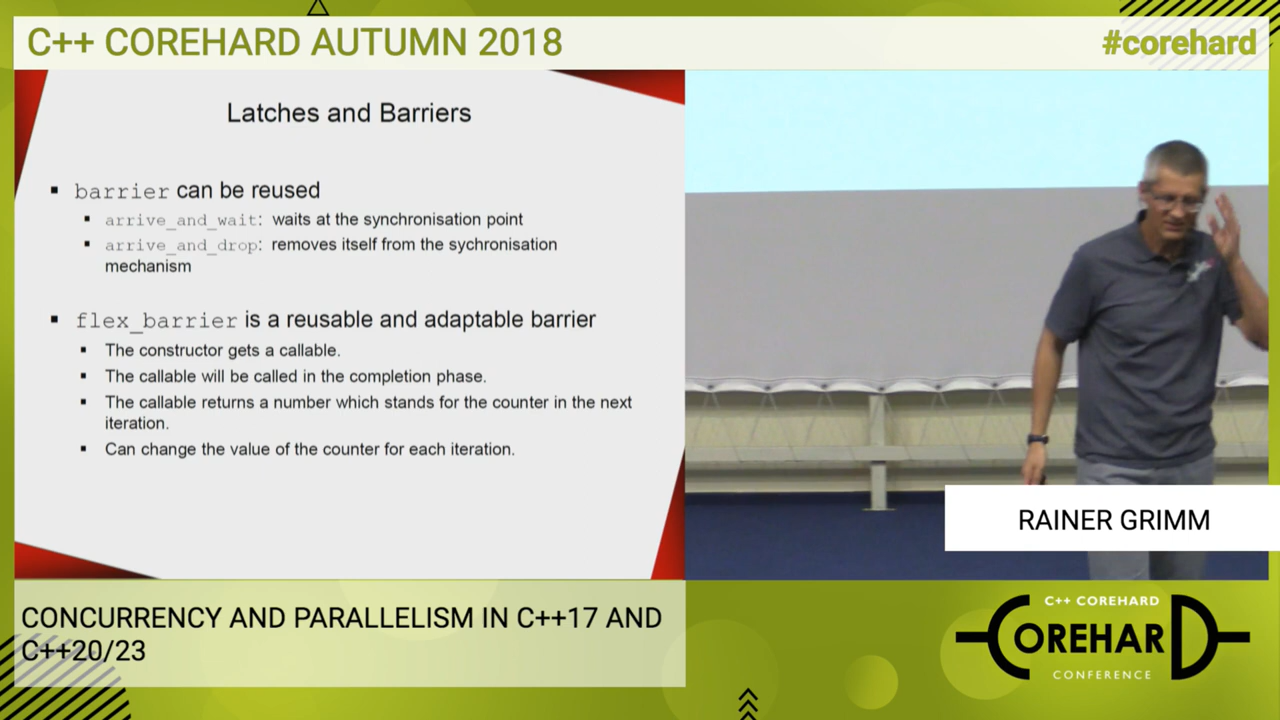 C++ COREHARD AUTUMN 2018
#corehard
Latches and Barriers
barrier can be reused
arrive_and_wait: waits at the synchronisation point
arrive_and_drop: removes itself from the sychronisation
mechanism
flex_barrier is a reusable and adaptable barrier
The constructor gets a callable.
The callable will be called in the completion phase.
The callable returns a number which stands for the counter in the next
iteration.
Can change the value of the counter for each iteration.
RAINER GRIMM
CONCURRENCY AND PARALLELISM IN C++17 AND
C++20/23
C++ COREHARD
COREHARD
CONFERENCE